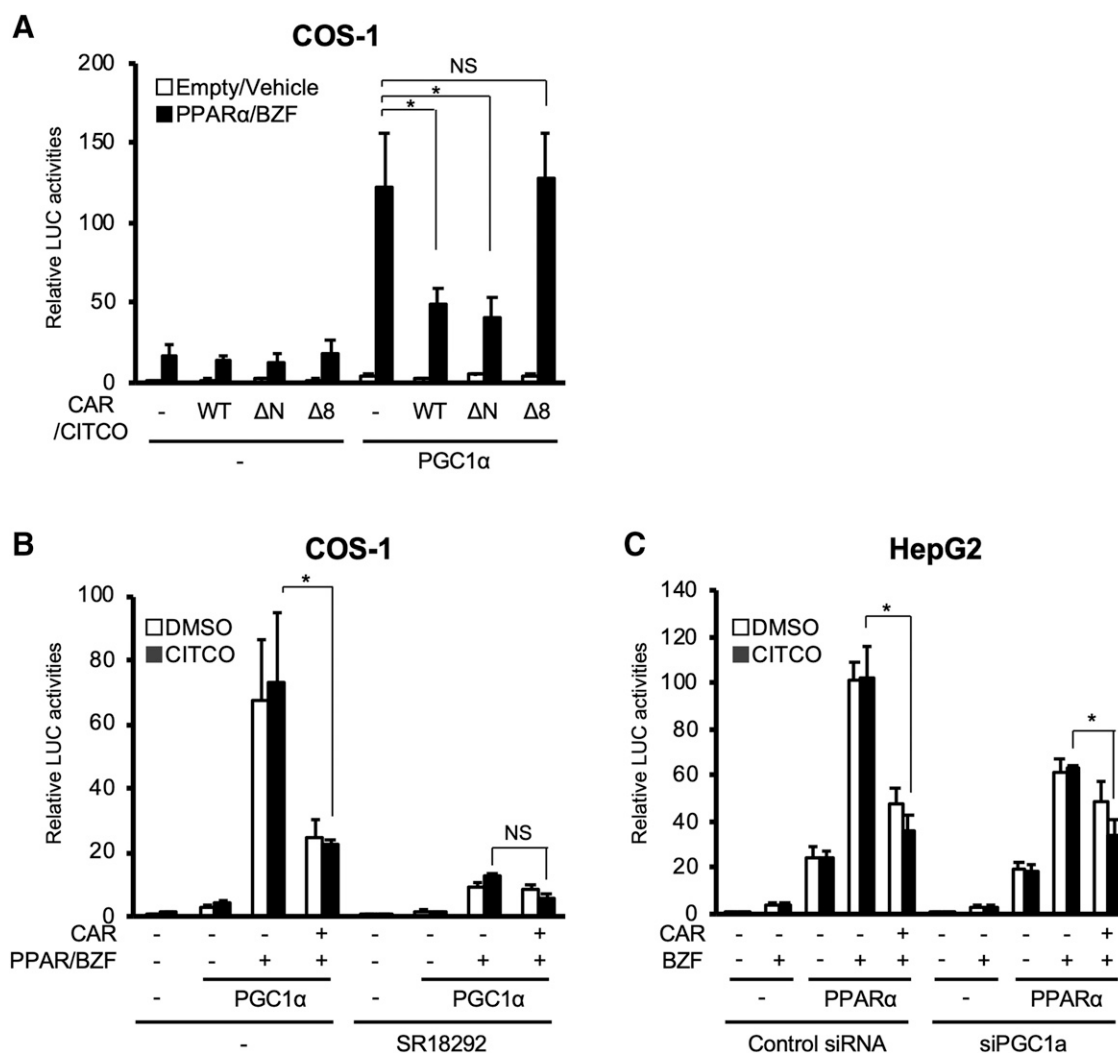 A
COS-1
Relative LUC activities
200
150
100
50
0
Empty/Vehicle
PPARα/BZF
NS
*
*
CAR
/CITCO
- WT ΔN Δ8 - WT ΔN Δ8
- PGC1α
B
COS-1
Relative LUC activities
100
80
60
40
20
0
DMSO
CITCO
*
NS
CAR - - - + - - - +
PPAR/BZF - - + + - - + +
- PGC1α - PGC1α
- SR18292
C
HepG2
Relative LUC activities
140
120
100
80
60
40
20
0
DMSO
CITCO
*
*
CAR - - - - + - - - - +
BZF - + - + + - + - + +
- PPARα - PPARα
Control siRNA siPGC1a